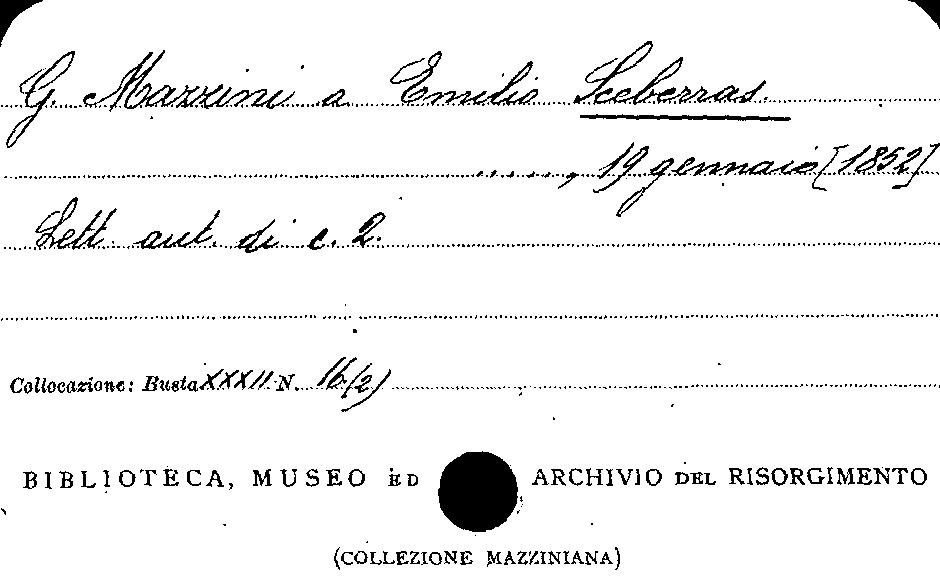 G. Mazzini a Emilio Sceberras.
....., 19 gennaio [1852]
Lett. aut. di c. 2.
Collocazione: Busta XXXII N. 16(2)
BIBLIOTECA, MUSEO ED ARCHIVIO DEL RISORGIMENTO
(COLLEZIONE MAZZINIANA)